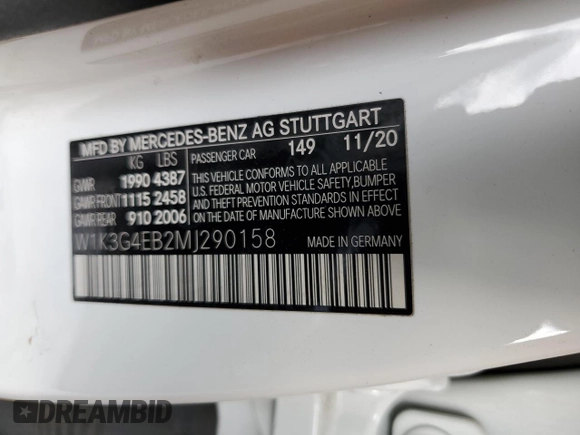 MFD BY MERCEDES-BENZ AG STUTTGART
KG LBS PASSENGER CAR 149 11/20
GVWR 1990 4387
GAWR FRONT 1115 2458
GAWR REAR 910 2006
THIS VEHICLE CONFORMS TO ALL APPLICABLE
U.S. FEDERAL MOTOR VEHICLE SAFETY, BUMPER
AND THEFT PREVENTION STANDARDS IN EFFECT
ON THE DATE OF MANUFACTURE SHOWN ABOVE.
W1K3G4EB2MJ290158 MADE IN GERMANY
DREAMBID